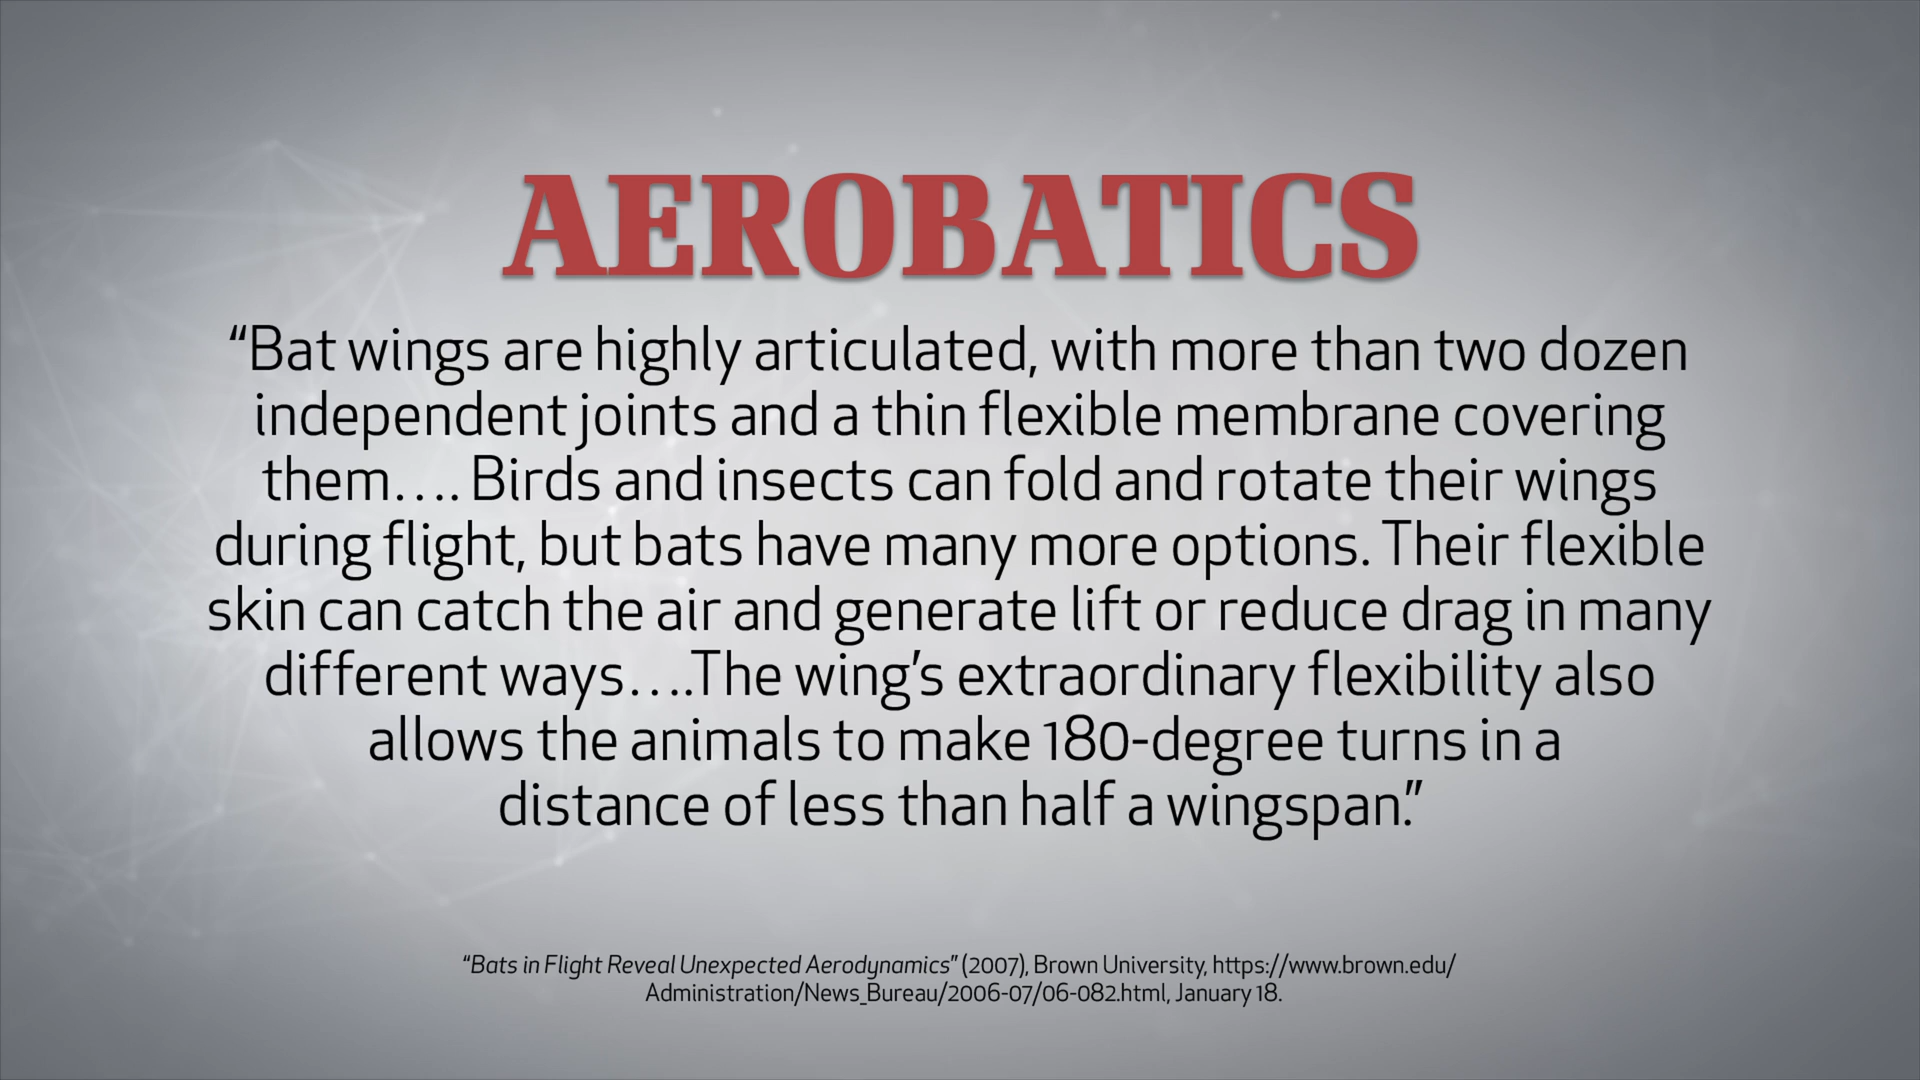 AEROBATICS
“Bat wings are highly articulated, with more than two dozen
independent joints and a thin flexible membrane covering
them…. Birds and insects can fold and rotate their wings
during flight, but bats have many more options. Their flexible
skin can catch the air and generate lift or reduce drag in many
different ways….The wing’s extraordinary flexibility also
allows the animals to make 180-degree turns in a
distance of less than half a wingspan.”
“Bats in Flight Reveal Unexpected Aerodynamics” (2007), Brown University, https://www.brown.edu/
Administration/News_Bureau/2006-07/06-082.html, January 18.